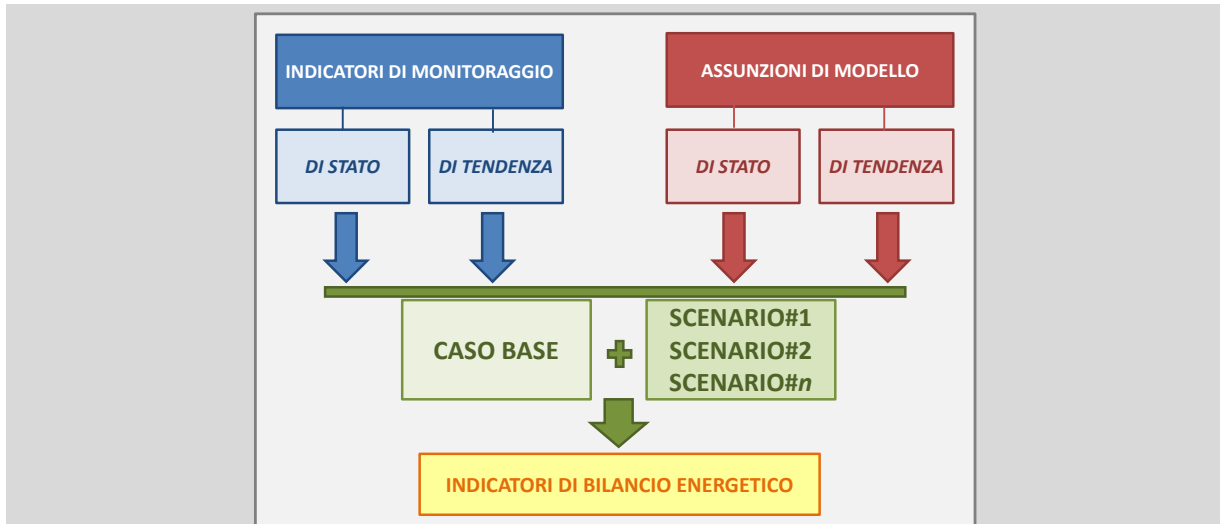 INDICATORI DI MONITORAGGIO
ASSUNZIONI DI MODELLO
DI STATO
DI TENDENZA
DI STATO
DI TENDENZA
CASO BASE
SCENARIO#1
SCENARIO#2
SCENARIO#n
INDICATORI DI BILANCIO ENERGETICO